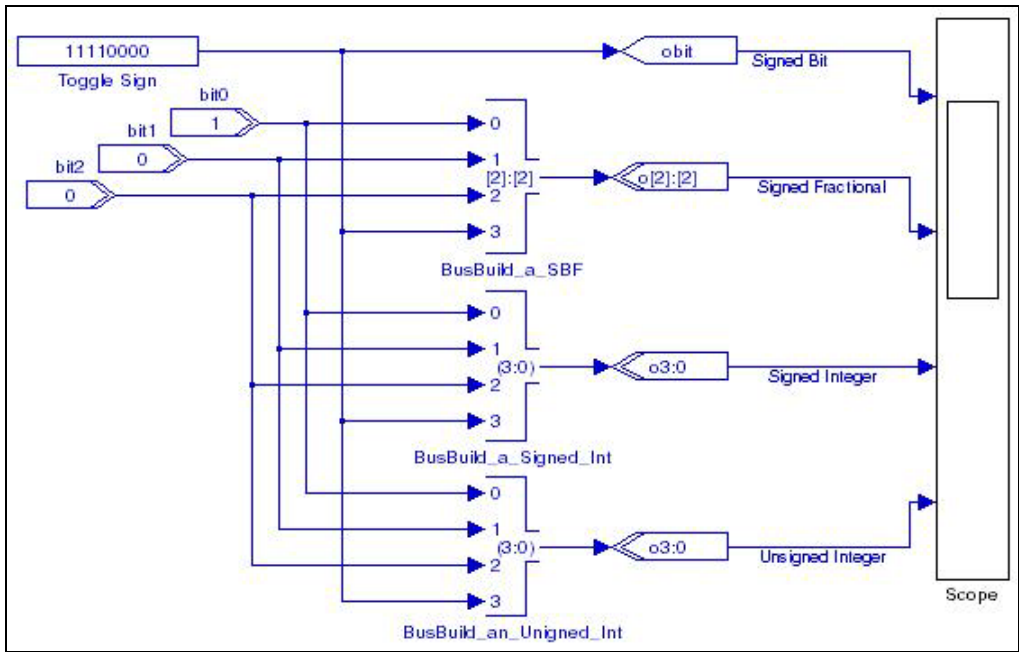 11110000
obit
Signed Bit
Toggle Sign
bit0
1
0
bit1
0
1
[2]:[2]
o[2]:[2]
Signed Fractional
bit2
0
2
3
BusBuild_a_SBF
0
1
(3:0)
o3:0
Signed Integer
2
3
BusBuild_a_Signed_Int
0
1
(3:0)
o3:0
Unsigned Integer
2
3
BusBuild_an_Unigned_Int
Scope